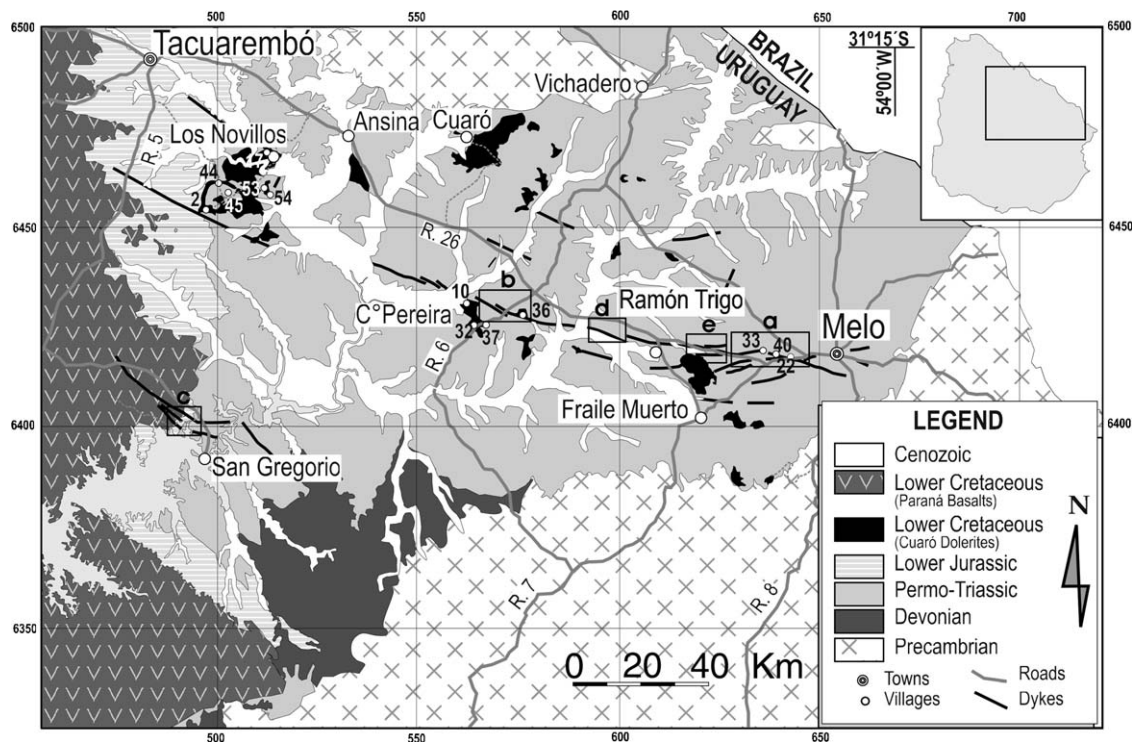 500
550
600
650
700
6500
6500
Tacuarembó
31°15´S
54°00´W
BRAZIL
URUGUAY
Vichadero
Ansina
Cuaró
Los Novillos
R. 5
44
53
54
2
45
6450
6450
R. 26
b
10
36
C°Pereira
32
37
d
Ramón Trigo
e
a
33
40
22
Melo
R. 6
Fraile Muerto
c
6400
6400
San Gregorio
LEGEND
Cenozoic
Lower Cretaceous
(Paraná Basalts)
Lower Cretaceous
(Cuaró Dolerites)
Lower Jurassic
Permo-Triassic
Devonian
Precambrian
Towns
Roads
Villages
Dykes
N
R. 7
R. 8
6350
0 20 40 Km
500
550
600
650